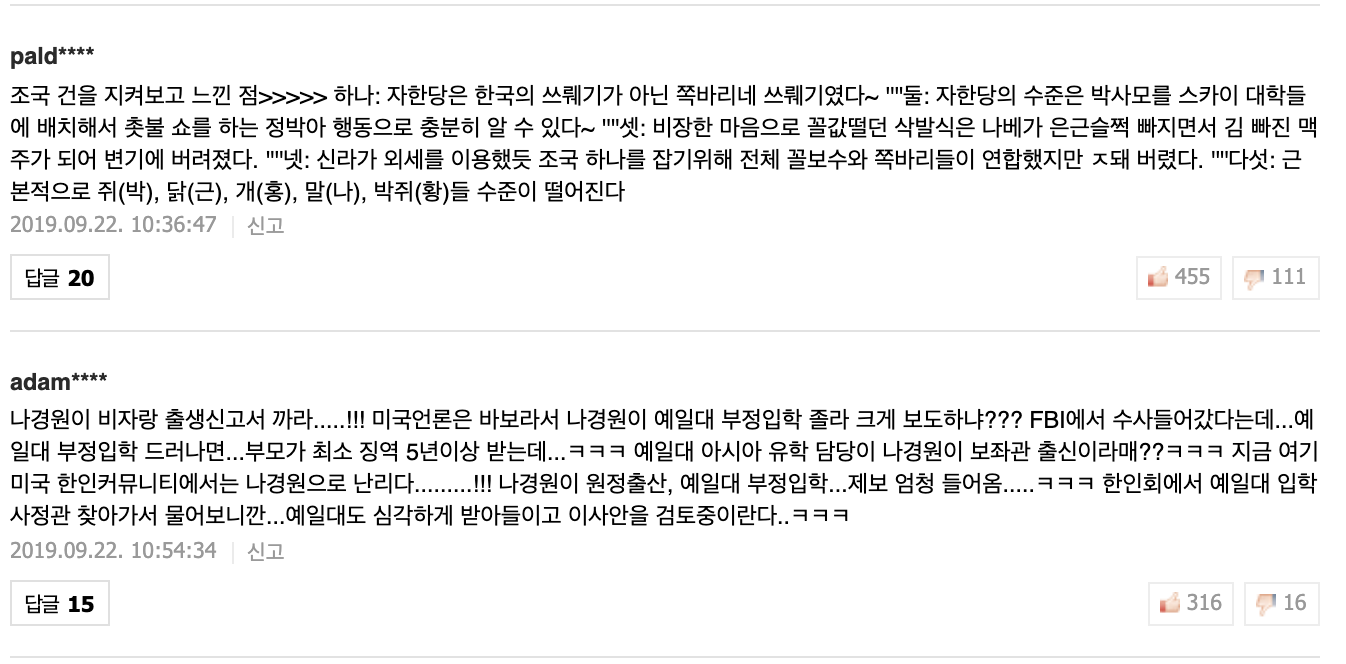 pald****
조국 건을 지켜보고 느낀 점>>>>> 하나: 자한당은 한국의 쓰뤠기가 아닌 쪽바리네 쓰뤠기였다~ ""둘: 자한당의 수준은 박사모를 스카이 대학들
에 배치해서 촛불 쇼를 하는 정박아 행동으로 충분히 알 수 있다~ ""셋: 비장한 마음으로 꼴값떨던 삭발식은 나베가 은근슬쩍 빠지면서 김 빠진 맥
주가 되어 변기에 버려졌다. ""넷: 신라가 외세를 이용했듯 조국 하나를 잡기위해 전체 꼴보수와 쪽바리들이 연합했지만 ㅈ돼 버렸다. ""다섯: 근
본적으로 쥐(박), 닭(근), 개(홍), 말(나), 박쥐(황)들 수준이 떨어진다
2019.09.22. 10:36:47 신고
답글 20 455 111
adam****
나경원이 비자랑 출생신고서 까라.....!!! 미국언론은 바보라서 나경원이 예일대 부정입학 졸라 크게 보도하냐??? FBI에서 수사들어갔다는데...예
일대 부정입학 드러나면...부모가 최소 징역 5년이상 받는데...ㅋㅋㅋ 예일대 아시아 유학 담당이 나경원이 보좌관 출신이라매??ㅋㅋㅋ 지금 여기
미국 한인커뮤니티에서는 나경원으로 난리다.........!!! 나경원이 원정출산, 예일대 부정입학...제보 엄청 들어옴.....ㅋㅋㅋ 한인회에서 예일대 입학
사정관 찾아가서 물어보니깐...예일대도 심각하게 받아들이고 이사안을 검토중이란다..ㅋㅋㅋ
2019.09.22. 10:54:34 신고
답글 15 316 16